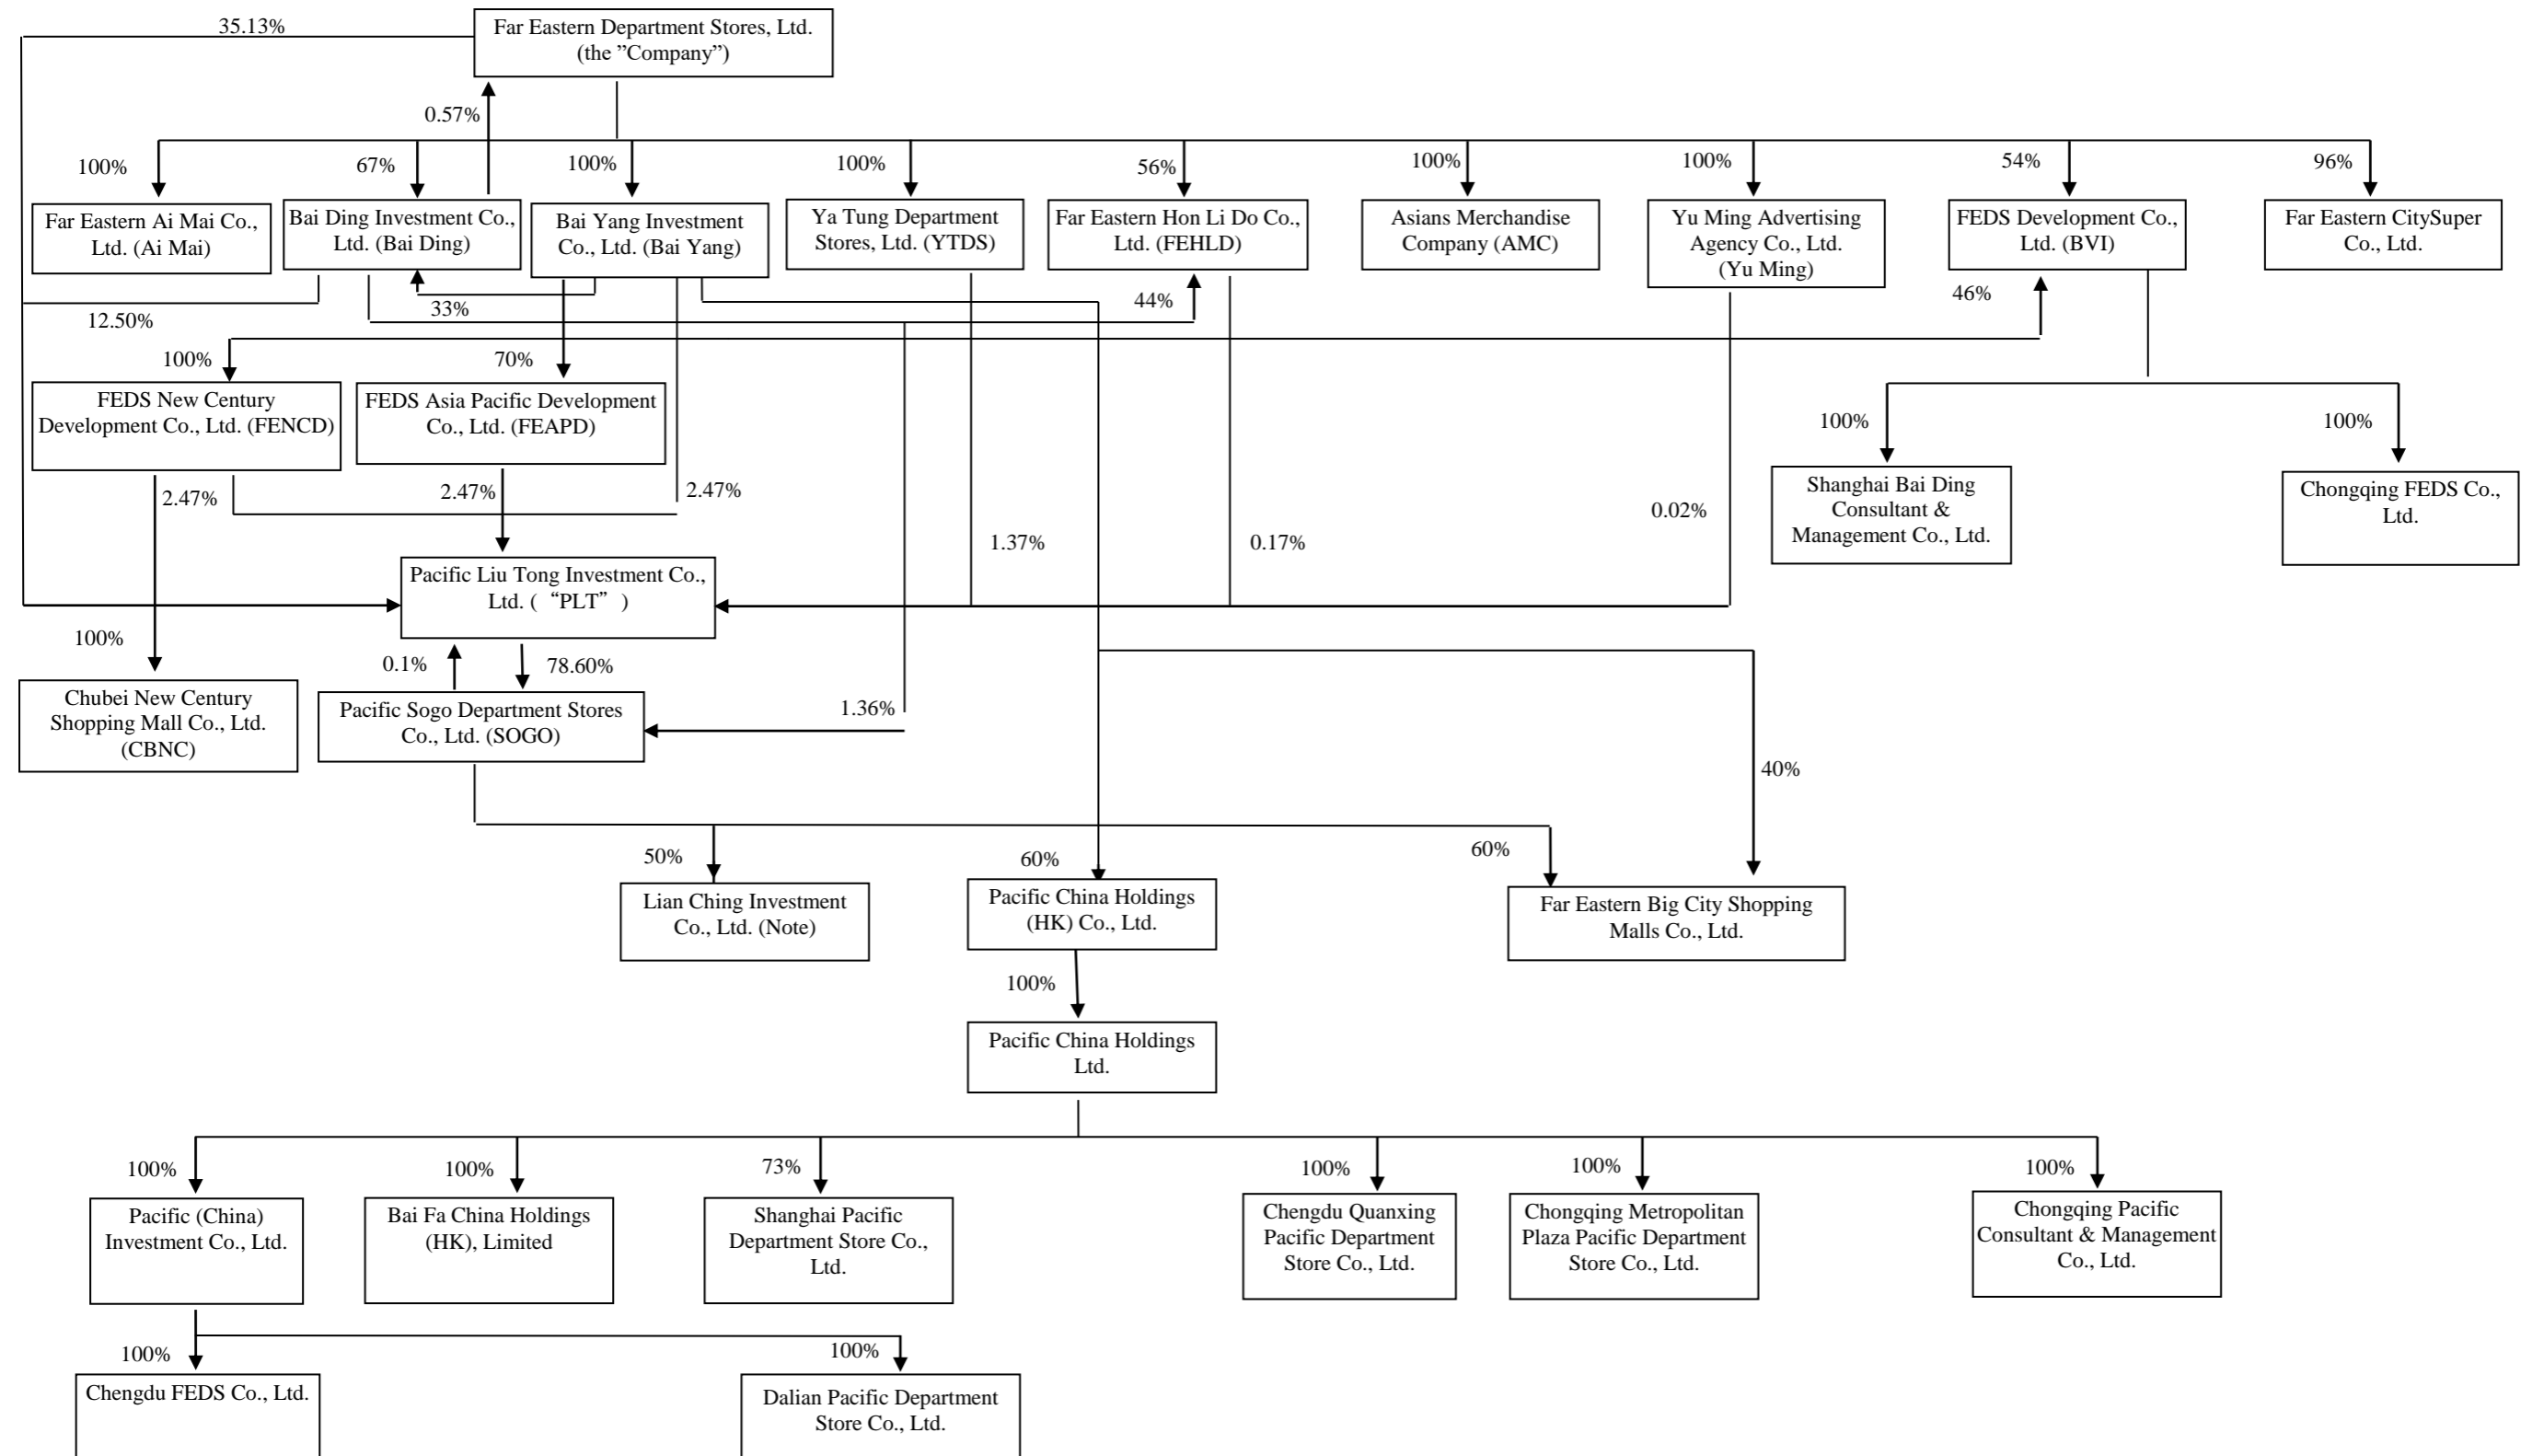 35.13%
Far Eastern Department Stores, Ltd.
(the ”Company”)
0.57%
100%
67%
100%
100%
56%
100%
100%
54%
96%
Far Eastern Ai Mai Co.,
Ltd. (Ai Mai)
Bai Ding Investment Co.,
Ltd. (Bai Ding)
Bai Yang Investment
Co., Ltd. (Bai Yang)
Ya Tung Department
Stores, Ltd. (YTDS)
Far Eastern Hon Li Do Co.,
Ltd. (FEHLD)
Asians Merchandise
Company (AMC)
Yu Ming Advertising
Agency Co., Ltd.
(Yu Ming)
FEDS Development Co.,
Ltd. (BVI)
Far Eastern CitySuper
Co., Ltd.
12.50%
33%
44%
46%
100%
70%
FEDS New Century
Development Co., Ltd. (FENCD)
FEDS Asia Pacific Development
Co., Ltd. (FEAPD)
100%
100%
2.47%
2.47%
2.47%
1.37%
0.17%
0.02%
Shanghai Bai Ding
Consultant &
Management Co., Ltd.
Chongqing FEDS Co.,
Ltd.
Pacific Liu Tong Investment Co.,
Ltd. ( “PLT” )
100%
0.1%
78.60%
Chubei New Century
Shopping Mall Co., Ltd.
(CBNC)
Pacific Sogo Department Stores
Co., Ltd. (SOGO)
1.36%
40%
50%
60%
60%
Lian Ching Investment
Co., Ltd. (Note)
Pacific China Holdings
(HK) Co., Ltd.
Far Eastern Big City Shopping
Malls Co., Ltd.
100%
Pacific China Holdings
Ltd.
100%
100%
73%
100%
100%
100%
Pacific (China)
Investment Co., Ltd.
Bai Fa China Holdings
(HK), Limited
Shanghai Pacific
Department Store Co.,
Ltd.
Chengdu Quanxing
Pacific Department
Store Co., Ltd.
Chongqing Metropolitan
Plaza Pacific Department
Store Co., Ltd.
Chongqing Pacific
Consultant & Management
Co., Ltd.
100%
100%
Chengdu FEDS Co., Ltd.
Dalian Pacific Department
Store Co., Ltd.